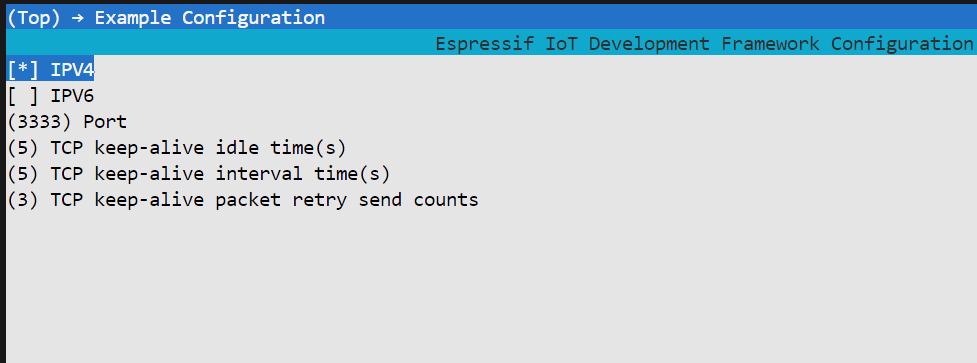 (Top) → Example Configuration
Espressif IoT Development Framework Configuration
[*] IPV4
[ ] IPV6
(3333) Port
(5) TCP keep-alive idle time(s)
(5) TCP keep-alive interval time(s)
(3) TCP keep-alive packet retry send counts